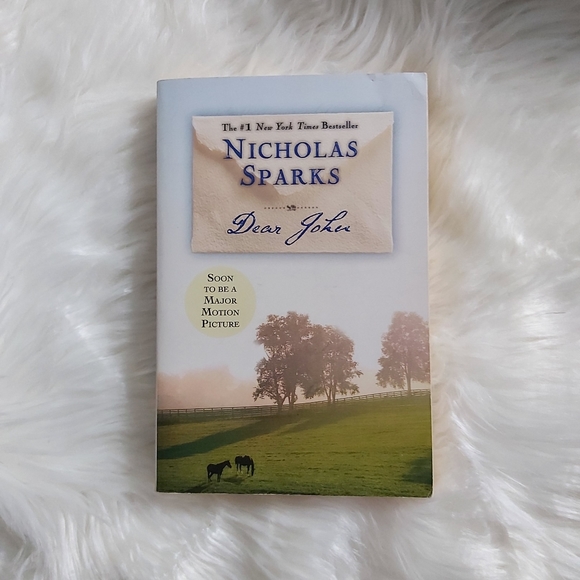 The #1 New York Times Bestseller
NICHOLAS
SPARKS
Dear John
SOON
TO BE A
MAJOR
MOTION
PICTURE